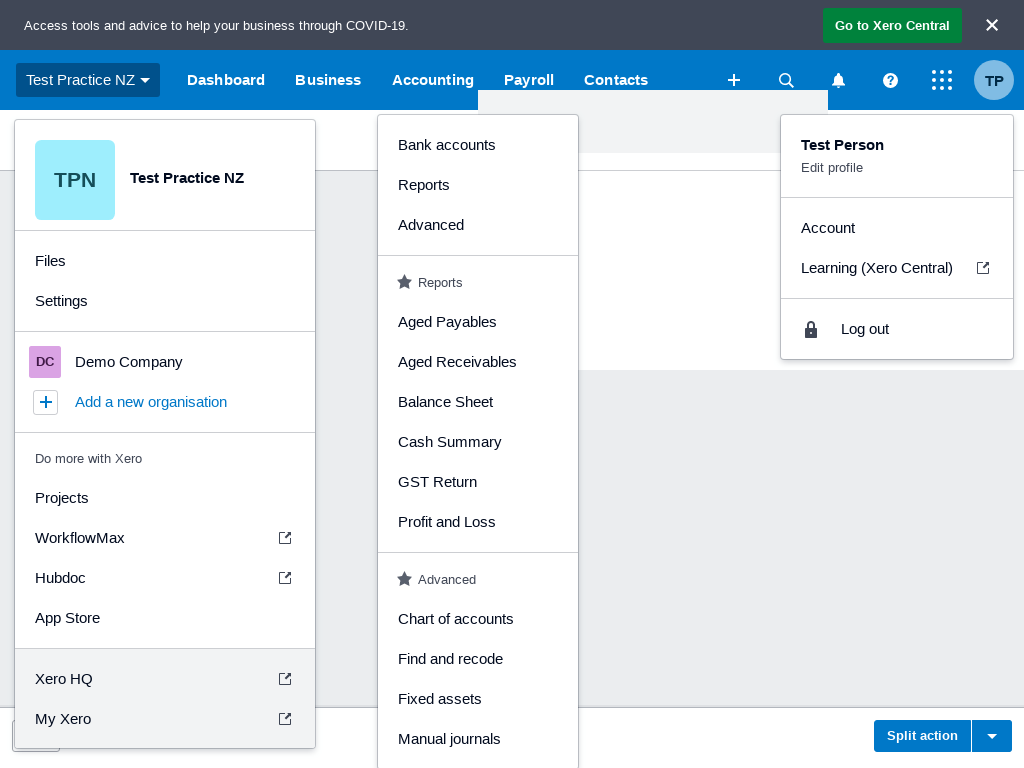 Access tools and advice to help your business through COVID-19.
Go to Xero Central
Test Practice NZ
Dashboard
Business
Accounting
Payroll
Contacts
TP
TPN
Test Practice NZ
Files
Settings
DC
Demo Company
Add a new organisation
Do more with Xero
Projects
WorkflowMax
Hubdoc
App Store
Xero HQ
My Xero
Bank accounts
Reports
Advanced
Reports
Aged Payables
Aged Receivables
Balance Sheet
Cash Summary
GST Return
Profit and Loss
Advanced
Chart of accounts
Find and recode
Fixed assets
Manual journals
Test Person
Edit profile
Account
Learning (Xero Central)
Log out
Split action